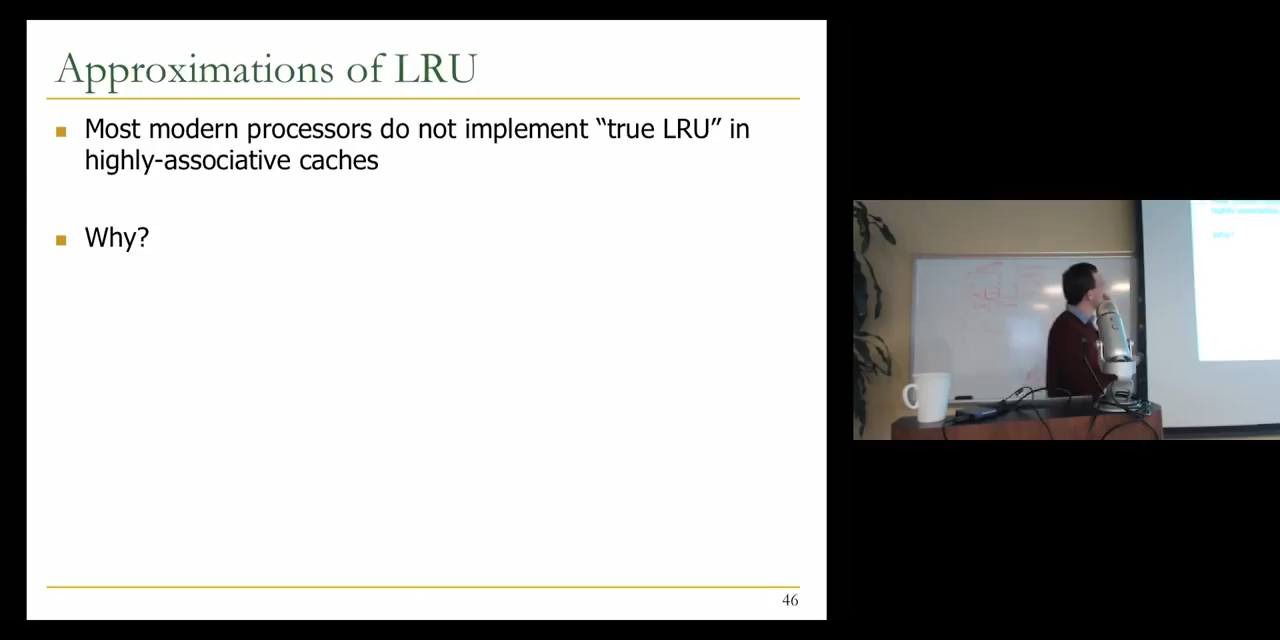 Approximations of LRU
Most modern processors do not implement “true LRU” in
highly-associative caches
Why?
46